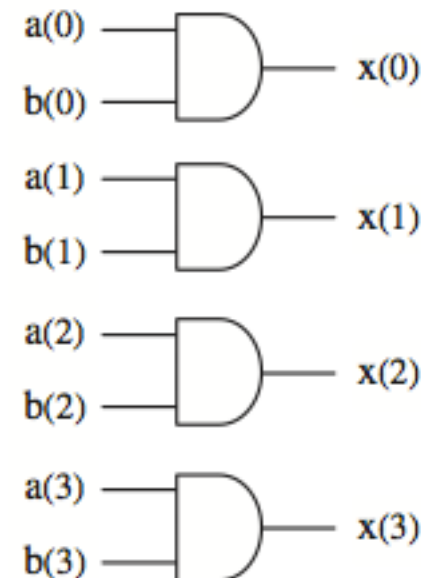 a(0)
x(0)
b(0)
a(1)
x(1)
b(1)
a(2)
x(2)
b(2)
a(3)
x(3)
b(3)